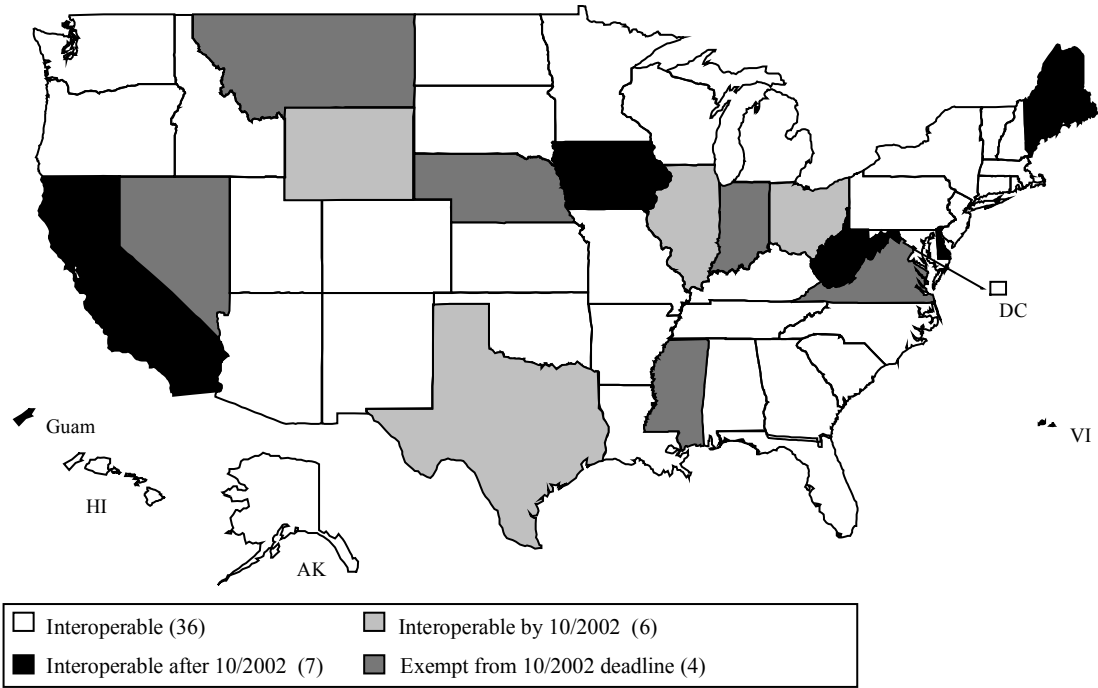 DC
Guam
VI
HI
AK
Interoperable (36)
Interoperable by 10/2002 (6)
Interoperable after 10/2002 (7)
Exempt from 10/2002 deadline (4)